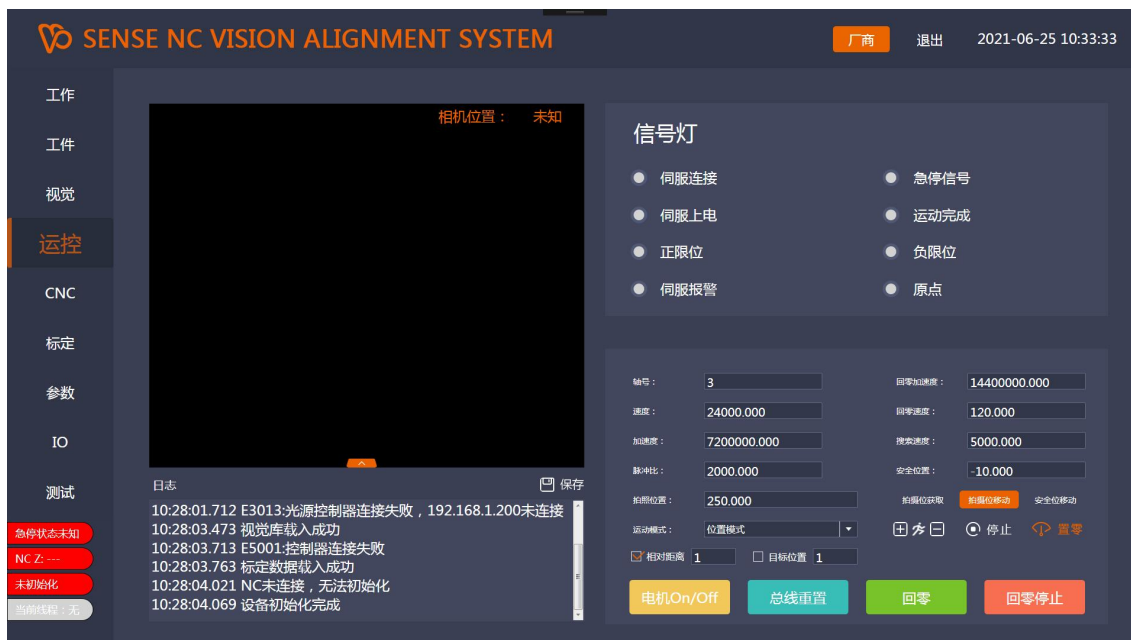 SENSE NC VISION ALIGNMENT SYSTEM
厂商 退出 2021-06-25 10:33:33
工作
工件
视觉
运控
CNC
标定
参数
IO
测试
急停状态未知
NC Z: ---
未初始化
当前线程：无
相机位置： 未知
日志 保存
10:28:01.712 E3013:光源控制器连接失败，192.168.1.200未连接
10:28:03.473 视觉库载入成功
10:28:03.713 E5001:控制器连接失败
10:28:03.763 标定数据载入成功
10:28:04.021 NC未连接，无法初始化
10:28:04.069 设备初始化完成
信号灯
伺服连接 急停信号
伺服上电 运动完成
正限位 负限位
伺服报警 原点
轴号： 3 回零加速度： 14400000.000
速度： 24000.000 回零速度： 120.000
加速度： 7200000.000 搜索速度： 5000.000
脉冲比： 2000.000 安全位置： -10.000
拍照位置： 250.000 拍摄位获取 拍摄位移动 安全位移动
运动模式： 位置模式 停止 置零
相对距离 1 目标位置 1
电机On/Off 总线重置 回零 回零停止